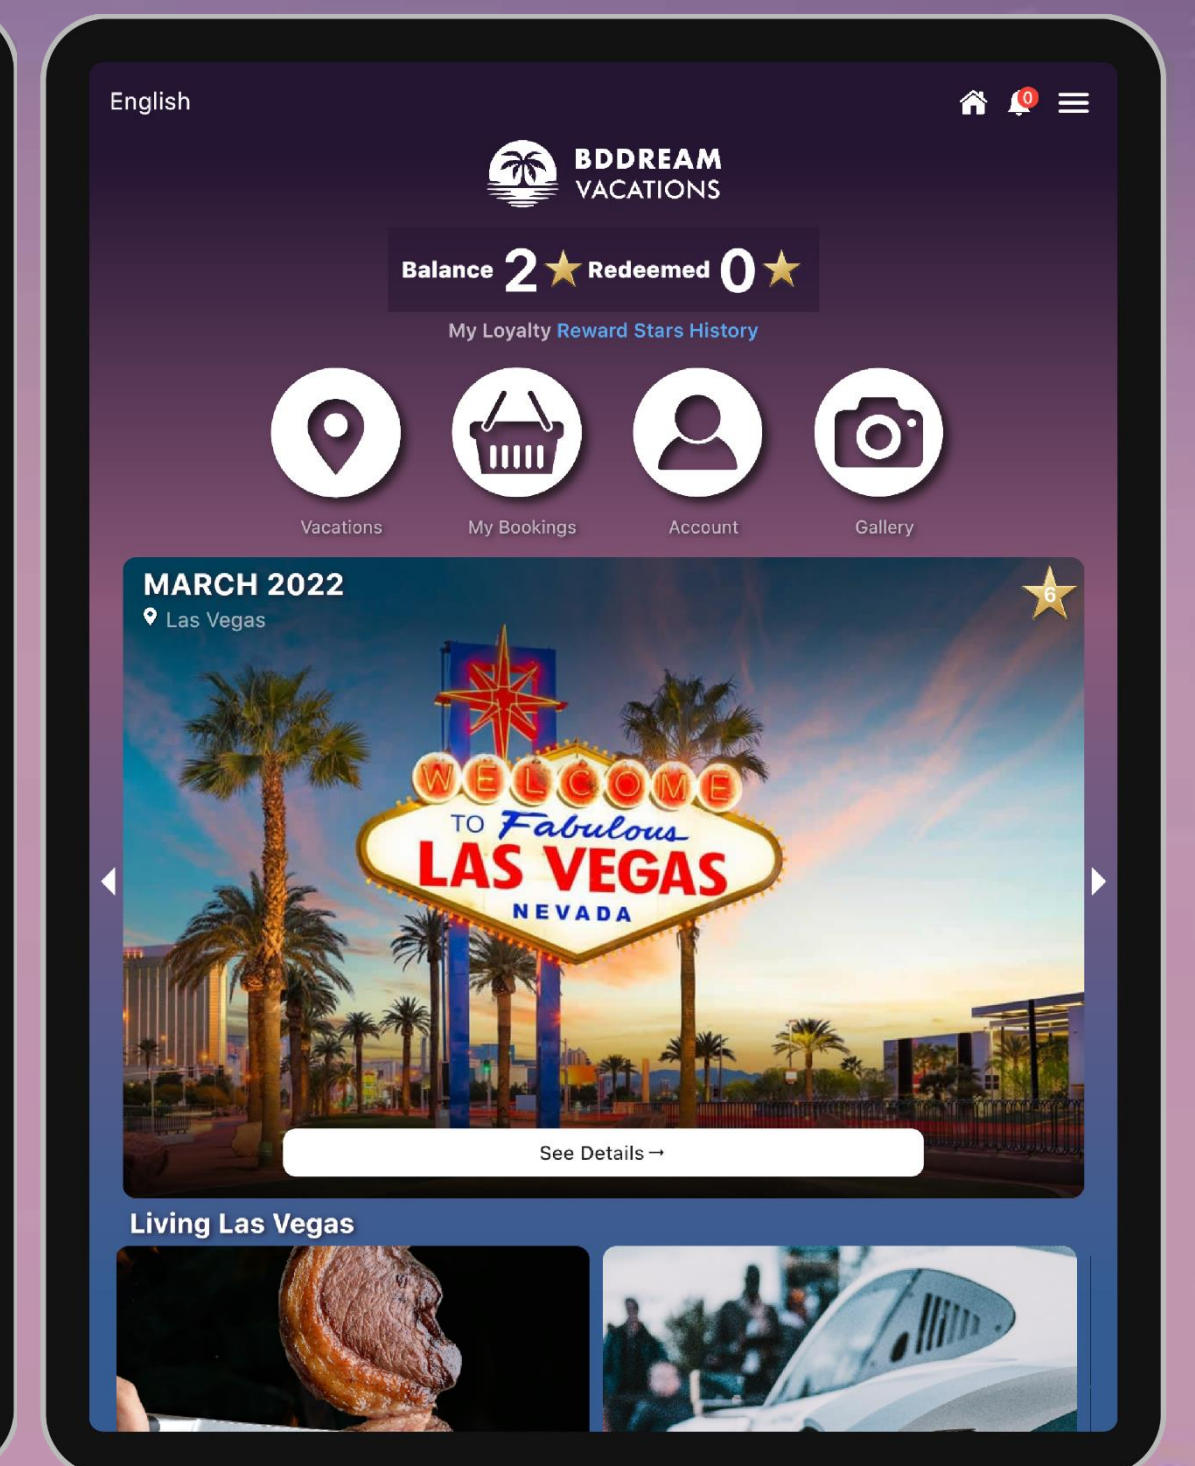 English
0
BDDREAM
VACATIONS
Balance 2 Redeemed 0
My Loyalty Reward Stars History
Vacations My Bookings Account Gallery
MARCH 2022
6
Las Vegas
WELCOME
TO Fabulous
LAS VEGAS
NEVADA
See Details→
Living Las Vegas